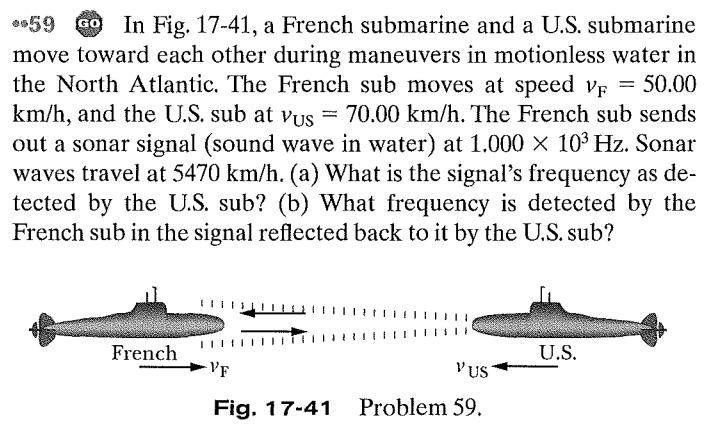 ••59 GO In Fig. 17-41, a French submarine and a U.S. submarine
move toward each other during maneuvers in motionless water in
the North Atlantic. The French sub moves at speed vF = 50.00
km/h, and the U.S. sub at vUS = 70.00 km/h. The French sub sends
out a sonar signal (sound wave in water) at 1.000 × 10³ Hz. Sonar
waves travel at 5470 km/h. (a) What is the signal's frequency as de-
tected by the U.S. sub? (b) What frequency is detected by the
French sub in the signal reflected back to it by the U.S. sub?
French
U.S.
vF
vUS
Fig. 17-41 Problem 59.